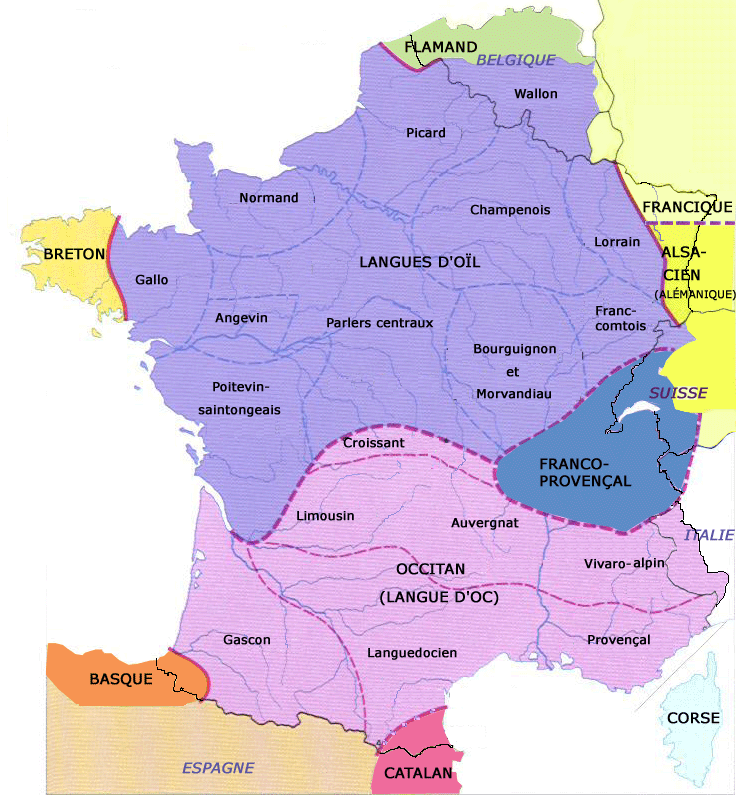 FLAMAND
BELGIQUE
Wallon
Picard
Normand
Champenois
FRANCIQUE
Lorrain
ALSA-
CIEN
(ALÉMANIQUE)
BRETON
Gallo
LANGUES D'OÏL
Angevin
Parlers centraux
Franc-
comtois
Bourguignon
et
Morvandiau
Poitevin-
saintongeais
SUISSE
Croissant
FRANCO-
PROVENÇAL
Limousin
Auvergnat
ITALIE
OCCITAN
(LANGUE D'OC)
Vivaro-alpin
Gascon
Languedocien
Provençal
BASQUE
CORSE
ESPAGNE
CATALAN